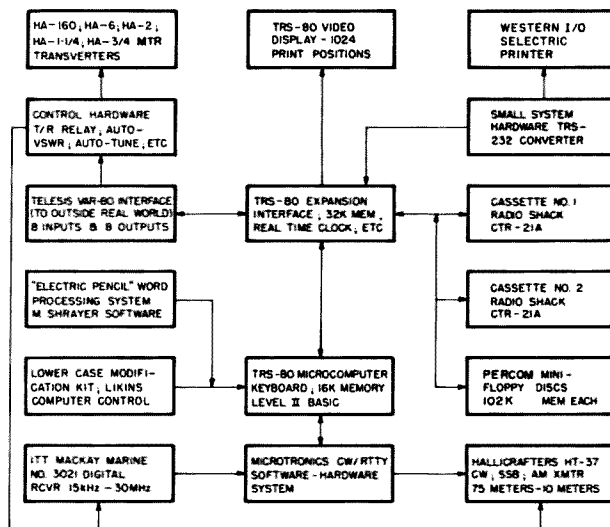 HA-160; HA-6; HA-2;
HA-1-1/4; HA-3/4 MTR
TRANSVERTERS
TRS-80 VIDEO
DISPLAY - 1024
PRINT POSITIONS
WESTERN I/O
SELECTRIC
PRINTER
CONTROL HARDWARE
T/R RELAY; AUTO-
VSWR; AUTO-TUNE; ETC
SMALL SYSTEM
HARDWARE TRS-
232 CONVERTER
TELESIS VAR-80 INTERFACE
(TO OUTSIDE REAL WORLD)
8 INPUTS & 8 OUTPUTS
TRS-80 EXPANSION
INTERFACE; 32K MEM,
REAL TIME CLOCK; ETC
CASSETTE NO. 1
RADIO SHACK
CTR-21A
"ELECTRIC PENCIL" WORD
PROCESSING SYSTEM
M. SHRAYER SOFTWARE
CASSETTE NO. 2
RADIO SHACK
CTR-21A
LOWER CASE MODIFI-
CATION KIT; LIKINS
COMPUTER CONTROL
TRS-80 MICROCOMPUTER
KEYBOARD; 16K MEMORY
LEVEL II BASIC
PERCOM MINI-
FLOPPY DISCS
102K MEM EACH
ITT MACKAY MARINE
NO. 3021 DIGITAL
RCVR 15kHz-30MHz
MICROTRONICS CW/RTTY
SOFTWARE-HARDWARE
SYSTEM
HALLICRAFTERS HT-37
CW; SSB; AM XMTR
75 METERS-10 METERS